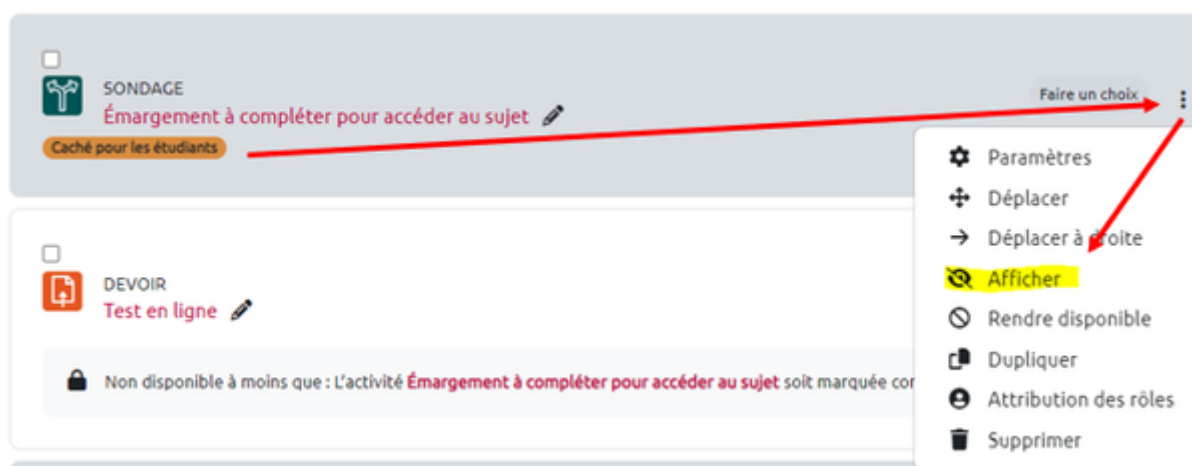 SONDAGE
Émargement à compléter pour accéder au sujet
Caché pour les étudiants
Faire un choix
Paramètres
Déplacer
Déplacer à droite
Afficher
Rendre disponible
Dupliquer
Attribution des rôles
Supprimer
DEVOIR
Test en ligne
Non disponible à moins que : L'activité Émargement à compléter pour accéder au sujet soit marquée